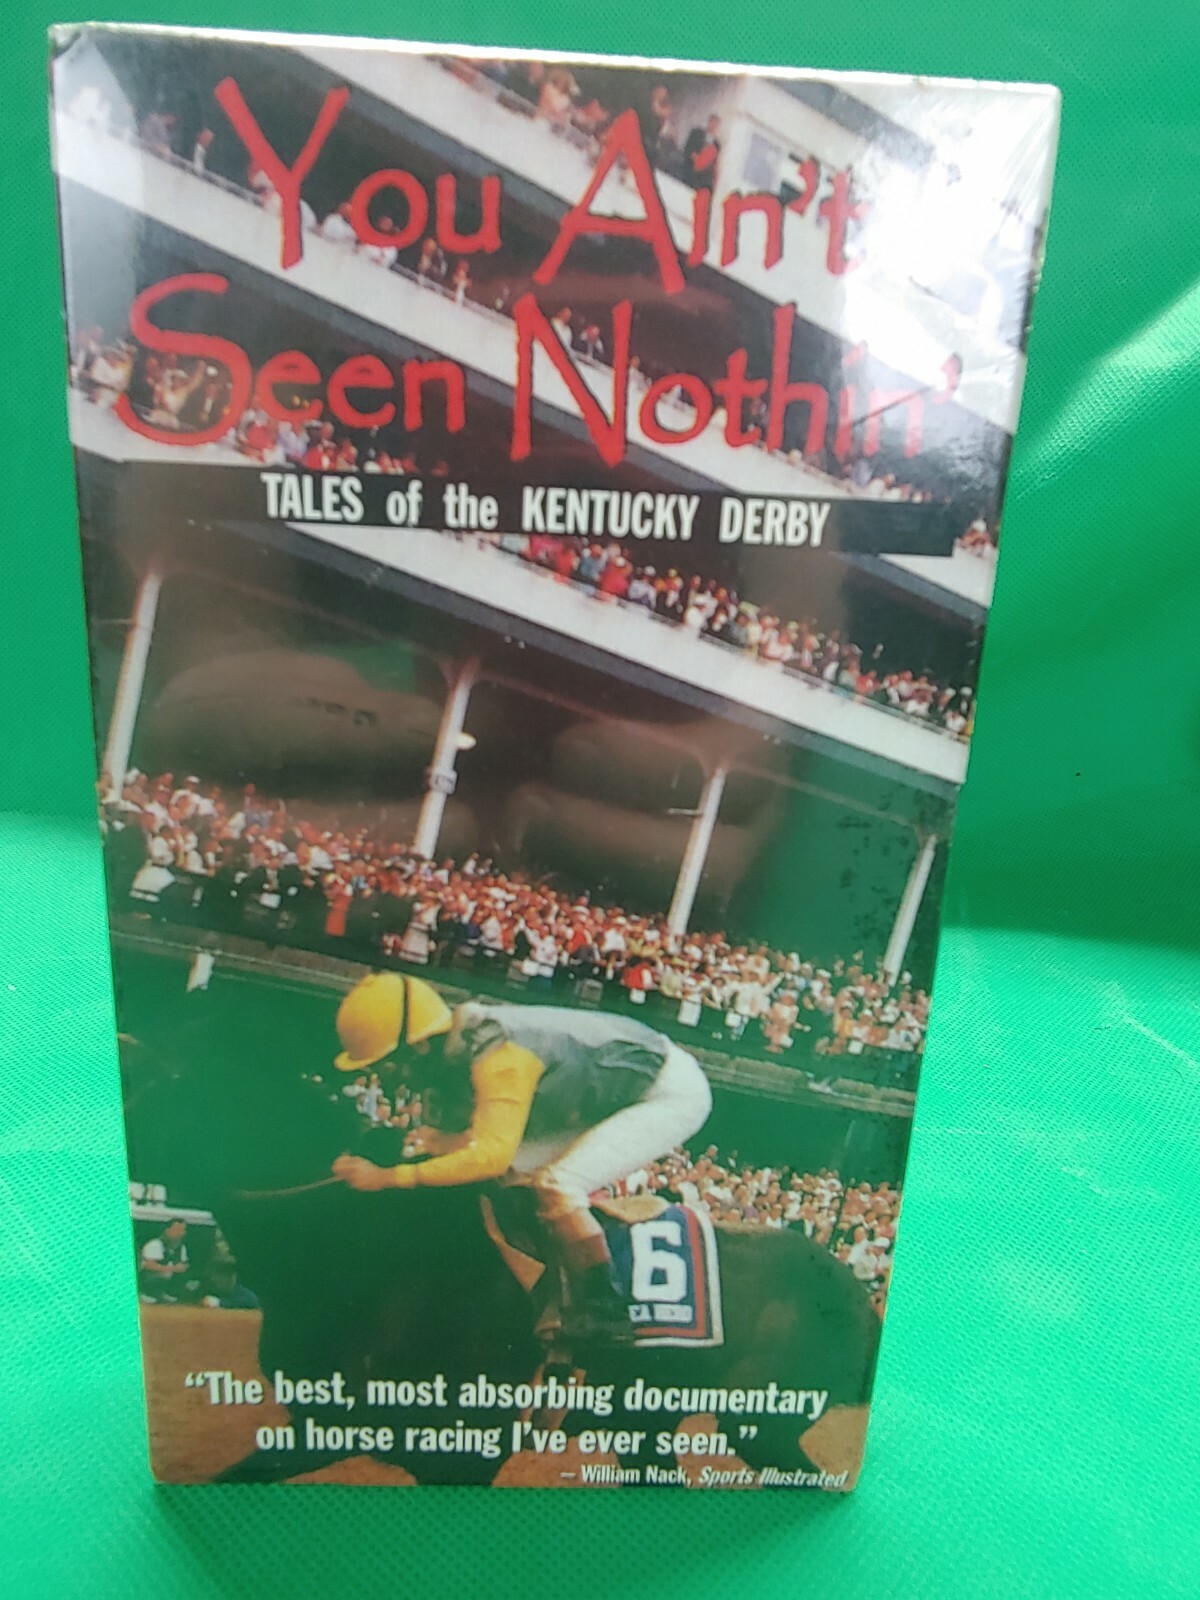 You Ain't
Seen Nothin'
TALES of the KENTUCKY DERBY
6
"The best, most absorbing documentary
on horse racing I've ever seen."
– William Nack, Sports Illustrated